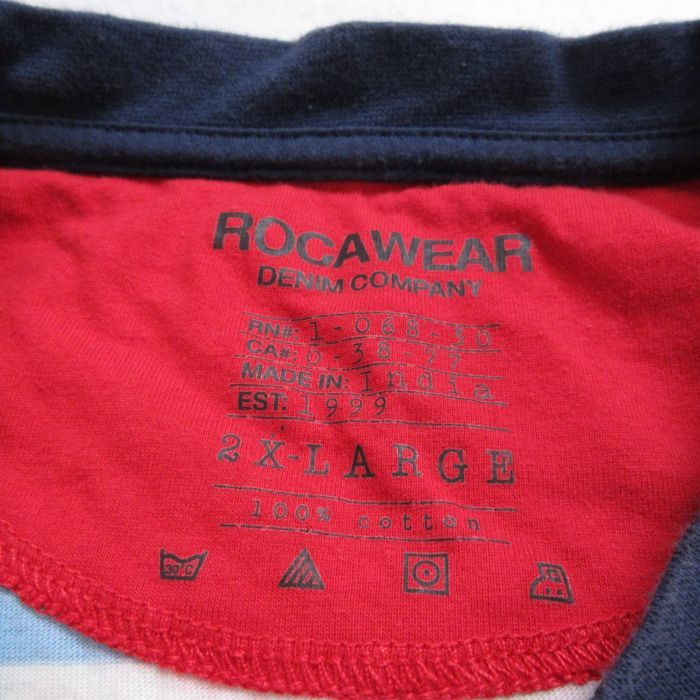 ROCAWEAR
DENIM COMPANY
RN#: 1-068-30
CA#: 0-38-77
MADE IN: india
EST: 1999
2X-LARGE
100% cotton
30 C